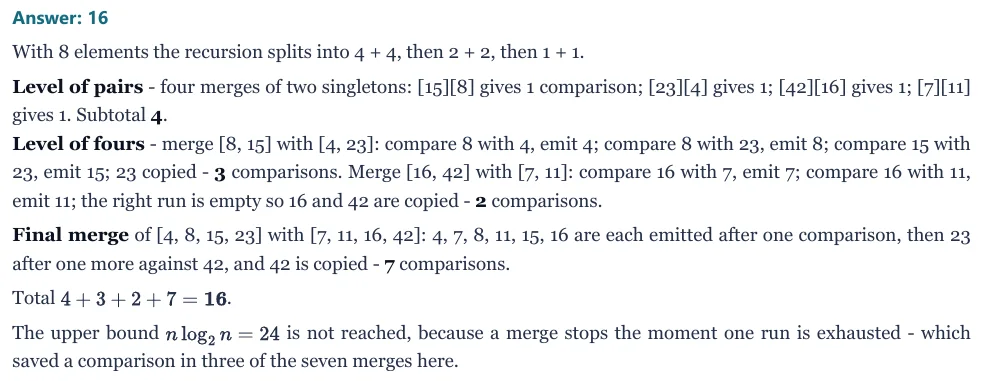 Answer: 16
With 8 elements the recursion splits into 4 + 4, then 2 + 2, then 1 + 1.
Level of pairs - four merges of two singletons: [15][8] gives 1 comparison; [23][4] gives 1; [42][16] gives 1; [7][11]
gives 1. Subtotal 4.
Level of fours - merge [8, 15] with [4, 23]: compare 8 with 4, emit 4; compare 8 with 23, emit 8; compare 15 with
23, emit 15; 23 copied - 3 comparisons. Merge [16, 42] with [7, 11]: compare 16 with 7, emit 7; compare 16 with 11,
emit 11; the right run is empty so 16 and 42 are copied - 2 comparisons.
Final merge of [4, 8, 15, 23] with [7, 11, 16, 42]: 4, 7, 8, 11, 15, 16 are each emitted after one comparison, then 23
after one more against 42, and 42 is copied - 7 comparisons.
Total 4 + 3 + 2 + 7 = 16.
The upper bound n log₂ n = 24 is not reached, because a merge stops the moment one run is exhausted - which
saved a comparison in three of the seven merges here.